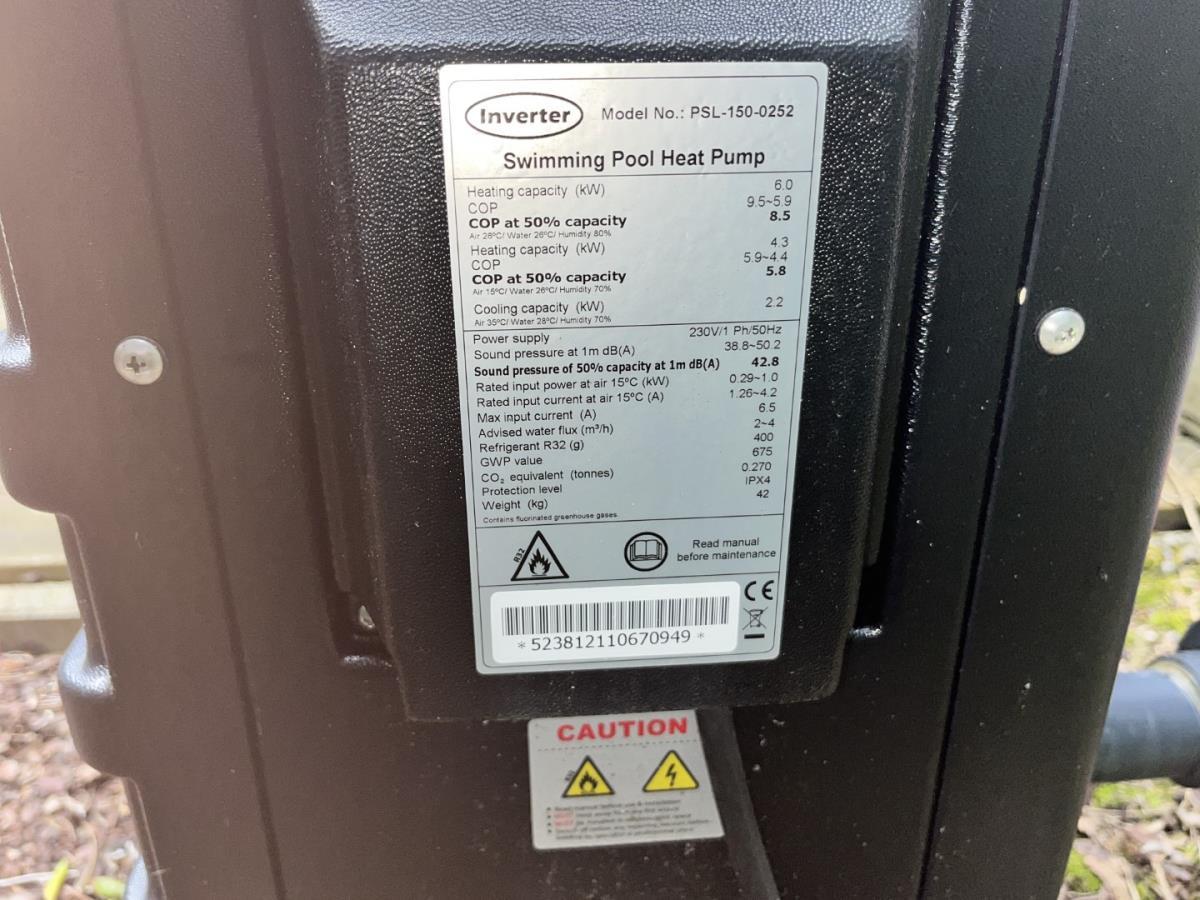 Inverter Model No.: PSL-150-0252
Swimming Pool Heat Pump
Heating capacity (kW) 6.0
COP 9.5~5.9
COP at 50% capacity 8.5
Air 26ºC/ Water 26ºC/ Humidity 80%
Heating capacity (kW) 4.3
COP 5.9~4.4
COP at 50% capacity 5.8
Air 15ºC/ Water 26ºC/ Humidity 70%
Cooling capacity (kW) 2.2
Air 35ºC/ Water 28ºC/ Humidity 70%
Power supply 230V/1 Ph/50Hz
Sound pressure at 1m dB(A) 38.8~50.2
Sound pressure of 50% capacity at 1m dB(A) 42.8
Rated input power at air 15ºC (kW) 0.29~1.0
Rated input current at air 15ºC (A) 1.26~4.2
Max input current (A) 6.5
Advised water flux (m³/h) 2~4
Refrigerant R32 (g) 400
GWP value 675
CO₂ equivalent (tonnes) 0.270
Protection level IPX4
Weight (kg) 42
Contains fluorinated greenhouse gases.
R32
Read manual
before maintenance
CE
*523812110670949*
CAUTION
R32
Read manual before use & installation